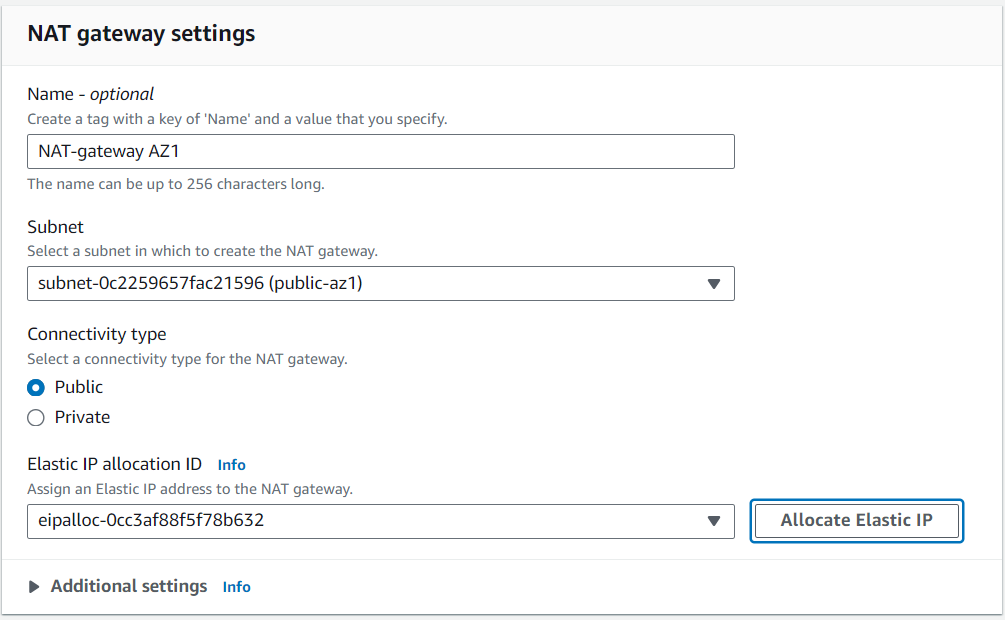 NAT gateway settings
Name - optional
Create a tag with a key of 'Name' and a value that you specify.
NAT-gateway AZ1
The name can be up to 256 characters long.
Subnet
Select a subnet in which to create the NAT gateway.
subnet-0c2259657fac21596 (public-az1)
Connectivity type
Select a connectivity type for the NAT gateway.
Public
Private
Elastic IP allocation ID Info
Assign an Elastic IP address to the NAT gateway.
eipalloc-0cc3af88f5f78b632
Allocate Elastic IP
Additional settings Info